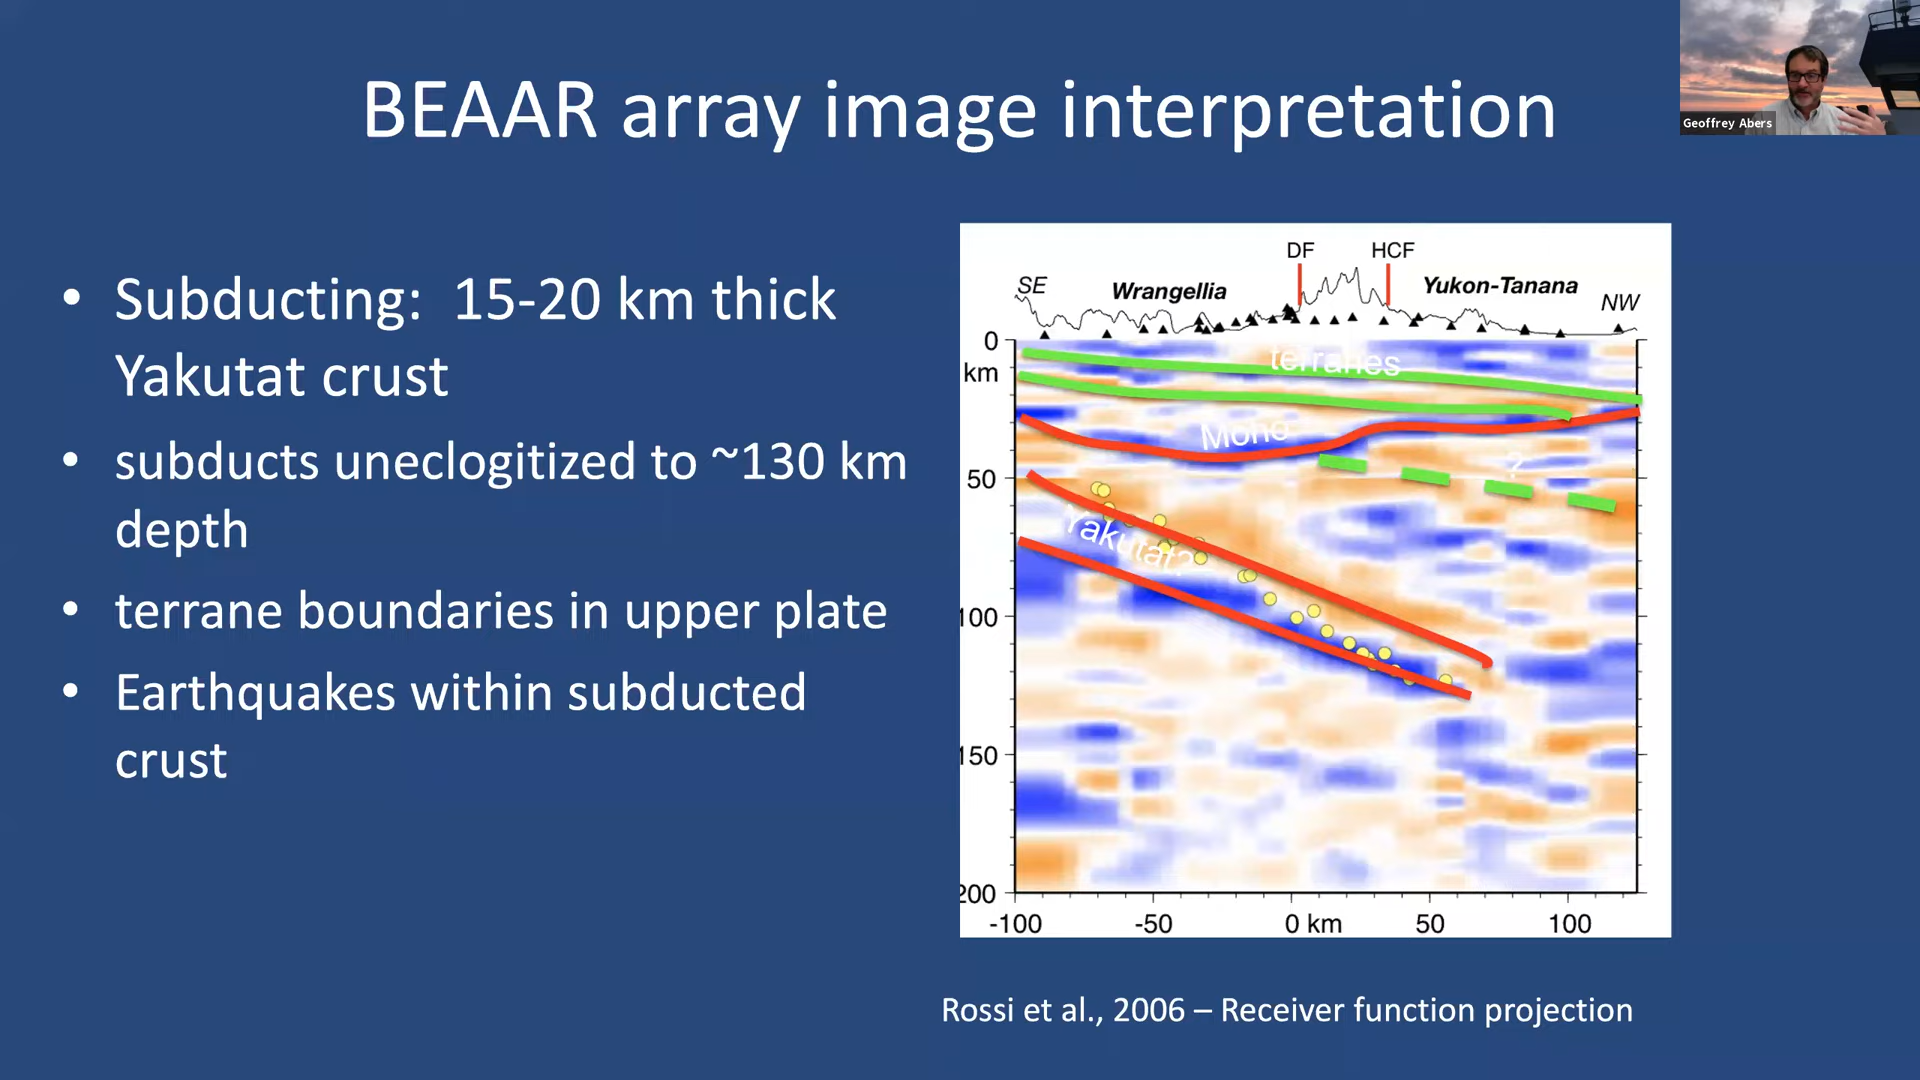 BEAAR array image interpretation
Geoffrey Abers
• Subducting: 15-20 km thick
Yakutat crust
• subducts uneclogitized to ~130 km
depth
• terrane boundaries in upper plate
• Earthquakes within subducted
crust
DF HCF
SE Wrangellia Yukon-Tanana NW
0
km
terranes
Moho
?
50
Yakutat?
100
150
200
-100 -50 0 km 50 100
Rossi et al., 2006 – Receiver function projection